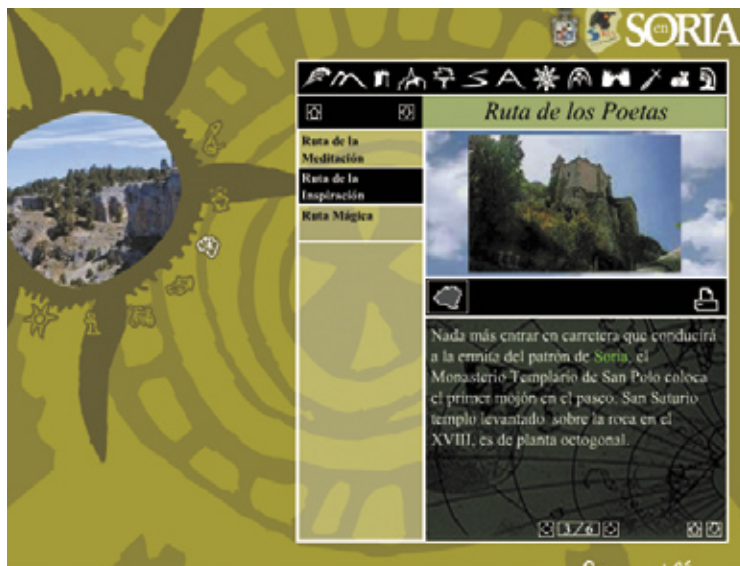 en SORIA
Ruta de los Poetas
Ruta de la
Meditación
Ruta de la
Inspiración
Ruta Mágica
Nada más entrar en carretera que conducirá
a la ermita del patrón de Soria, el
Monasterio Templario de San Polo coloca
el primer mojón en el paseo. San Saturio
templo levantado sobre la roca en el
XVIII, es de planta octogonal.
3/6